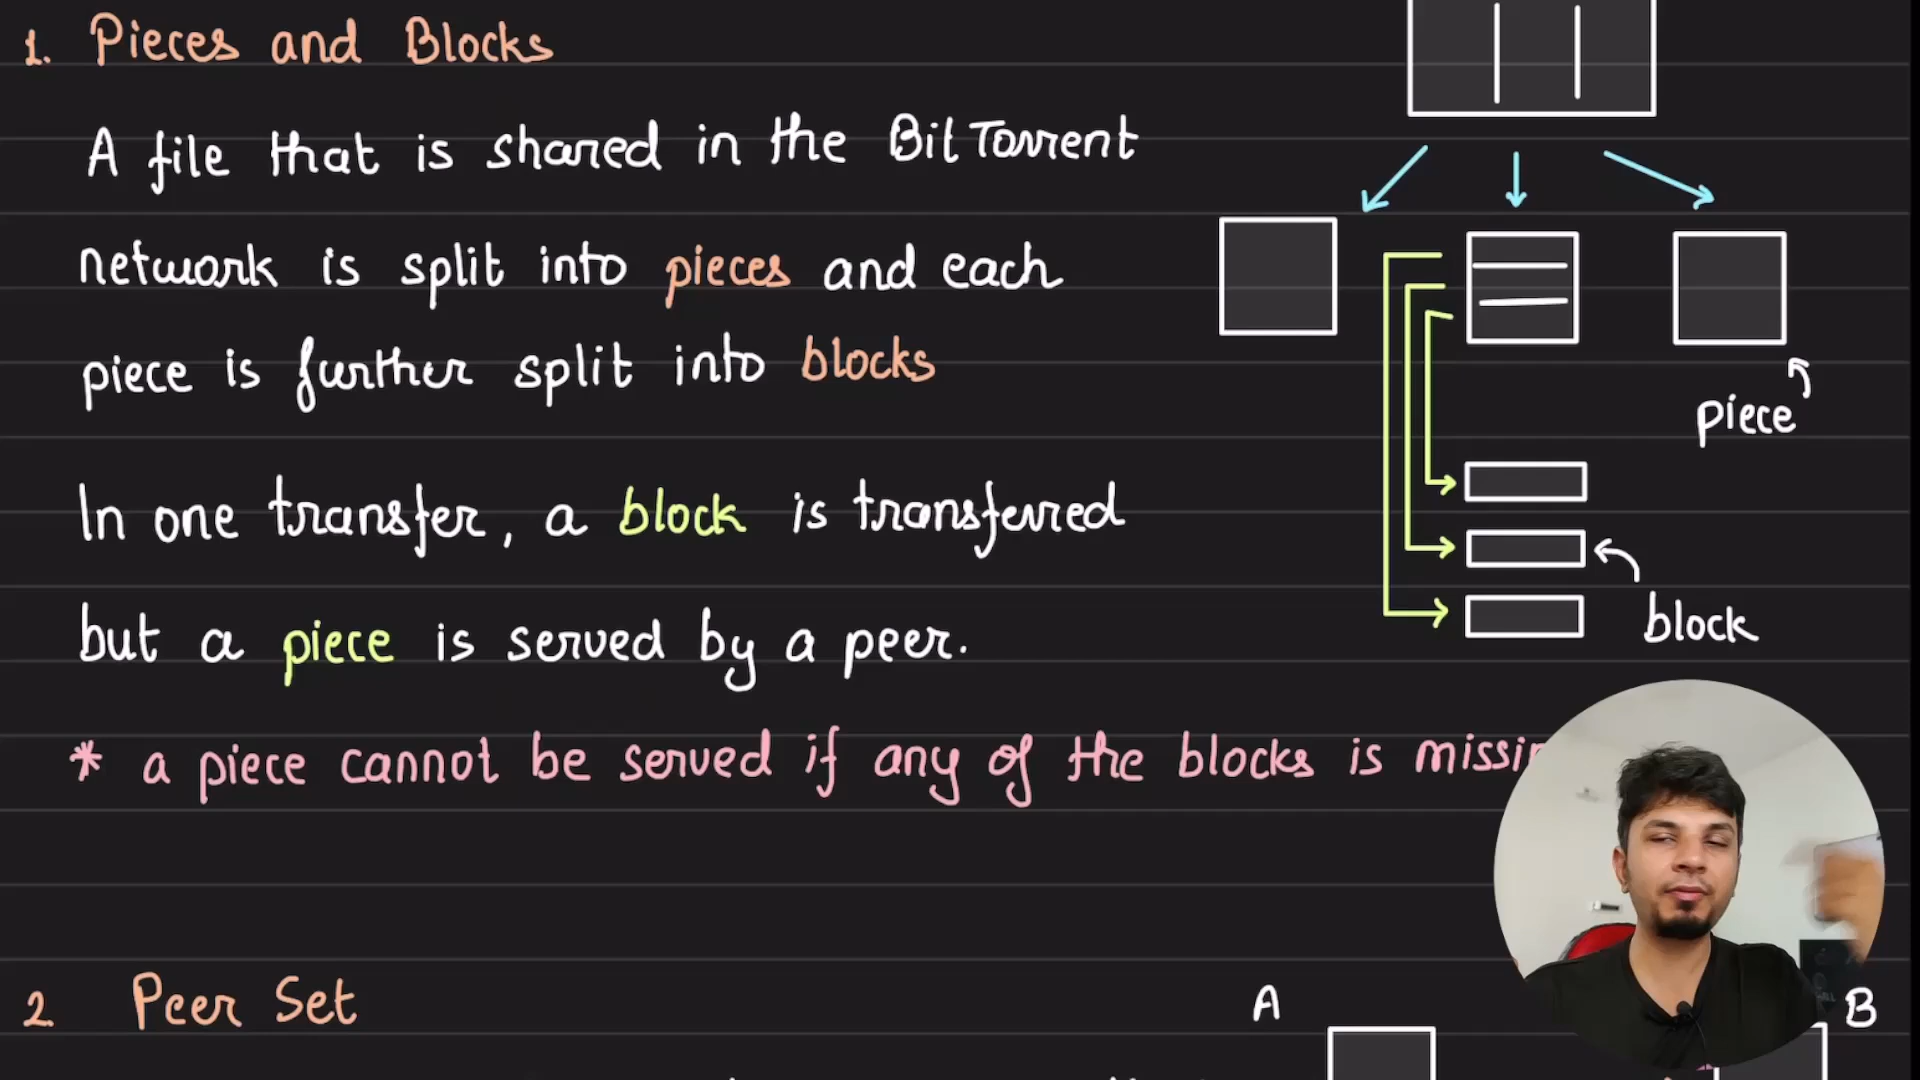 1. Pieces and Blocks
A file that is shared in the BitTorrent
network is split into pieces and each
piece is further split into blocks
piece
In one transfer, a block is transferred
block
but a piece is served by a peer.
* a piece cannot be served if any of the blocks is missin
2. Peer Set
A
B